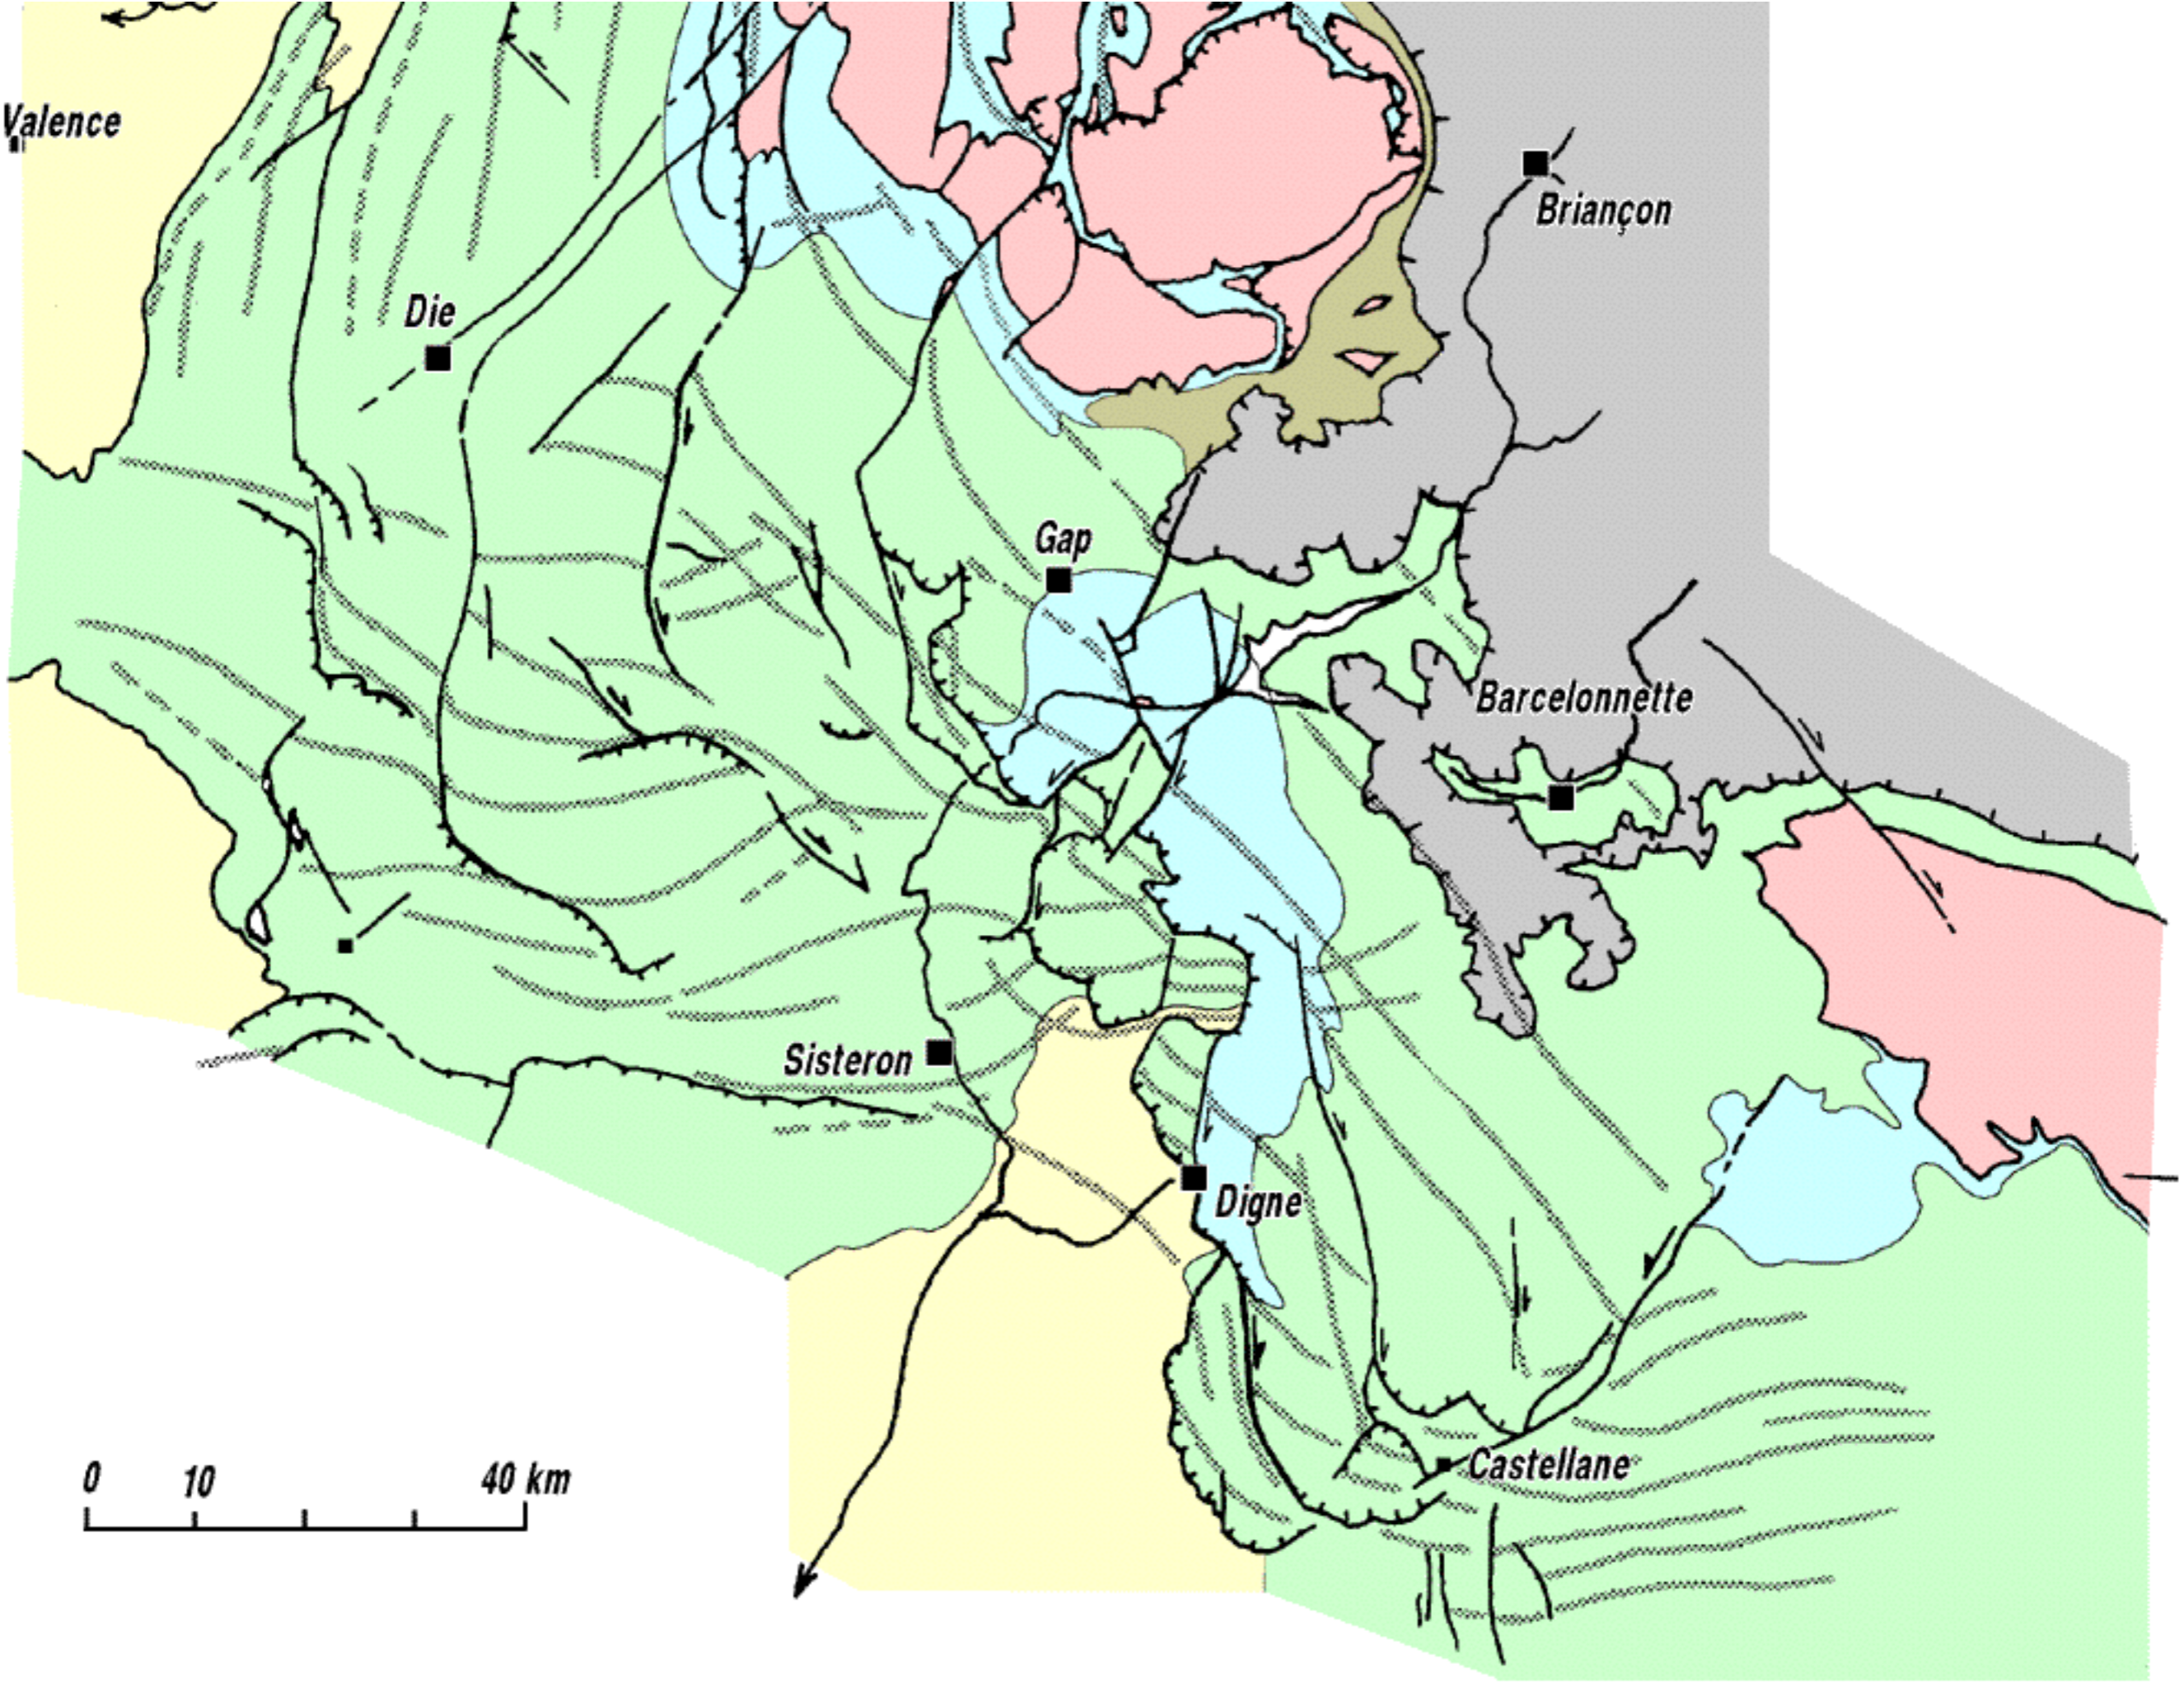 Valence
Briançon
Die
Gap
Barcelonnette
Sisteron
Digne
Castellane
0 10 40 km